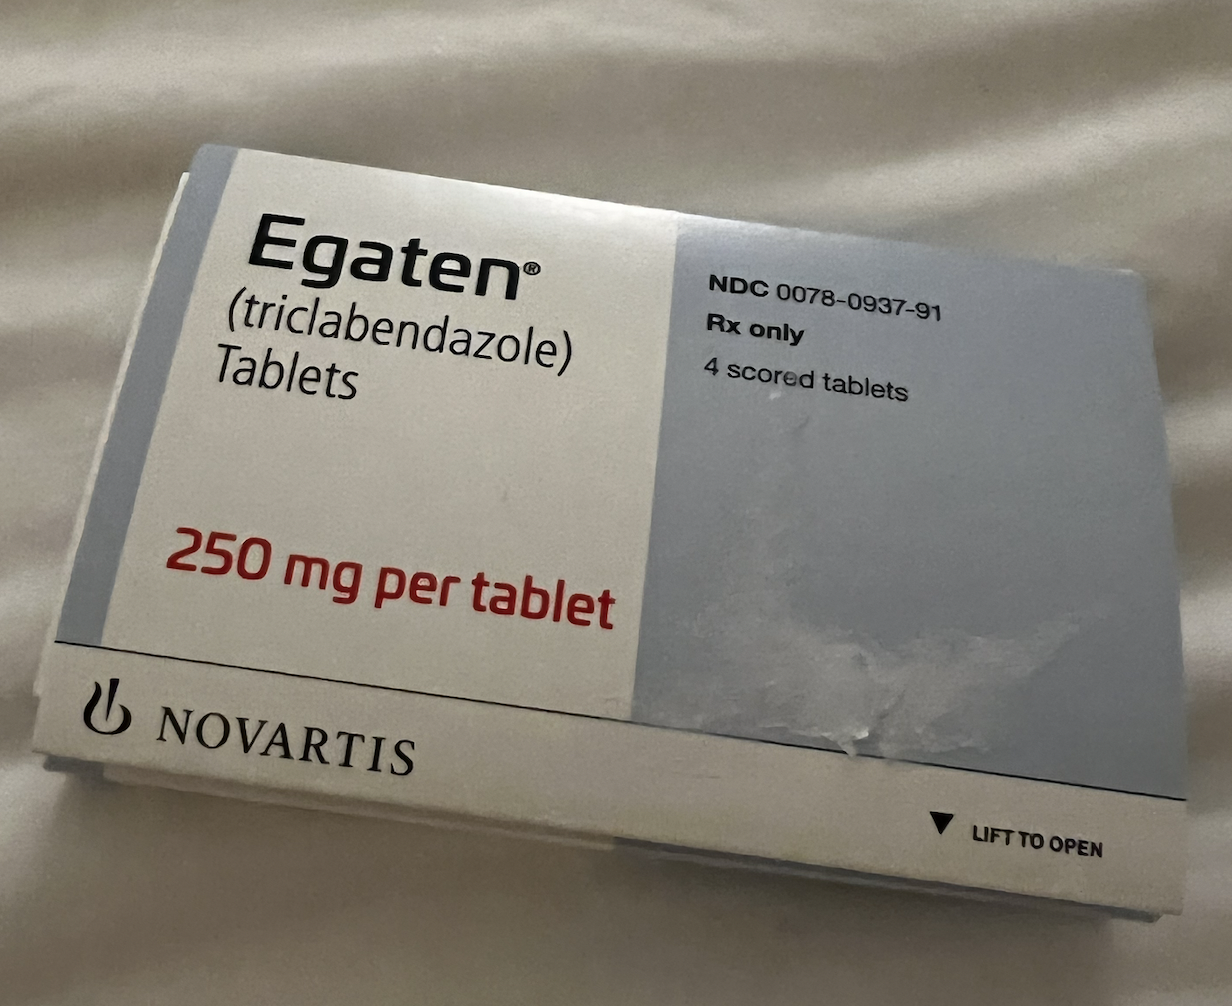 Egaten®
(triclabendazole)
Tablets
250 mg per tablet
NDC 0078-0937-91
Rx only
4 scored tablets
NOVARTIS
▼ LIFT TO OPEN